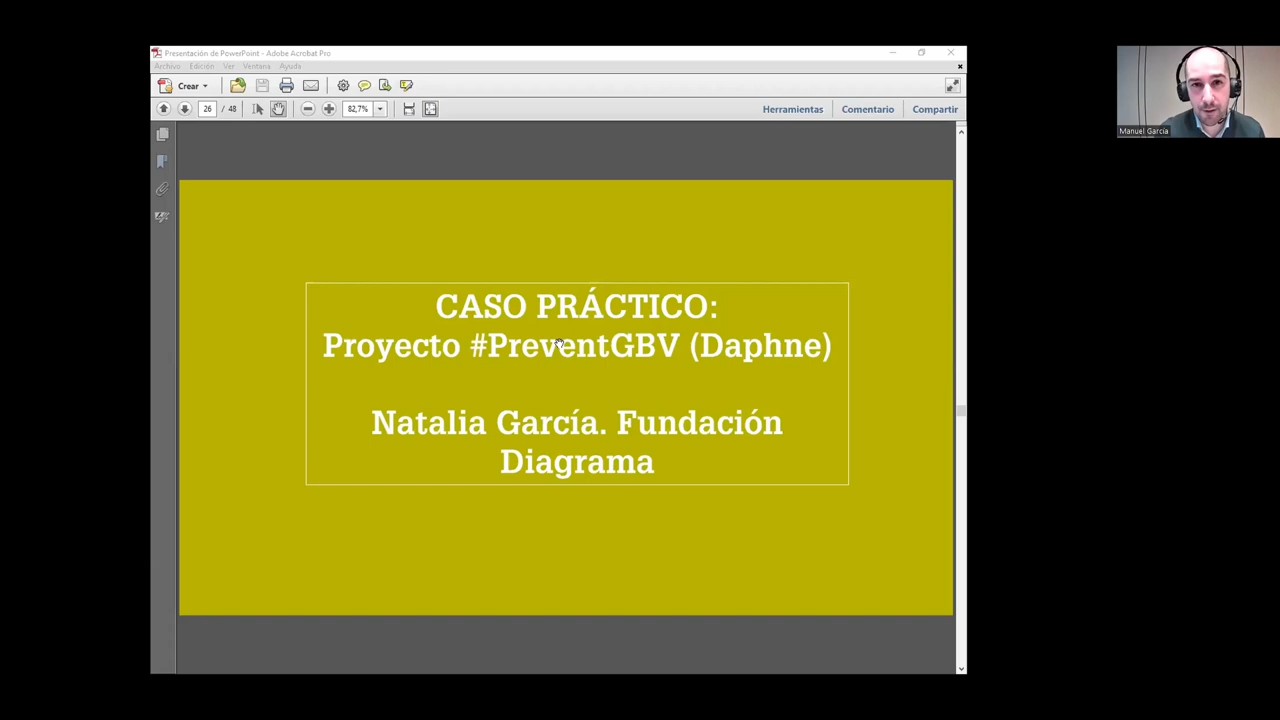 Presentación de PowerPoint - Adobe Acrobat Pro
Archivo Edición Ver Ventana Ayuda
Crear
26 / 48
82,7%
Herramientas Comentario Compartir
CASO PRÁCTICO:
Proyecto #PreventGBV (Daphne)
Natalia García. Fundación
Diagrama
Manuel García